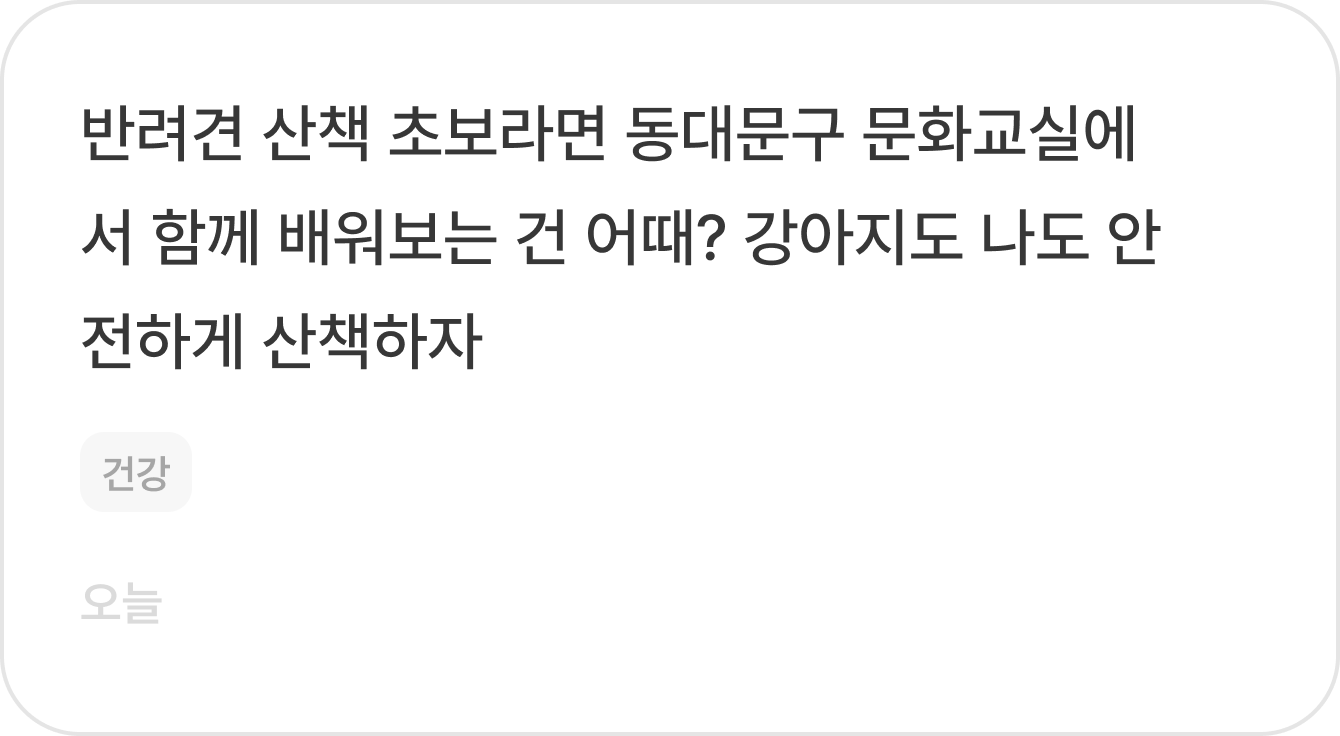 반려견 산책 초보라면 동대문구 문화교실에
서 함께 배워보는 건 어때? 강아지도 나도 안
전하게 산책하자
건강
오늘